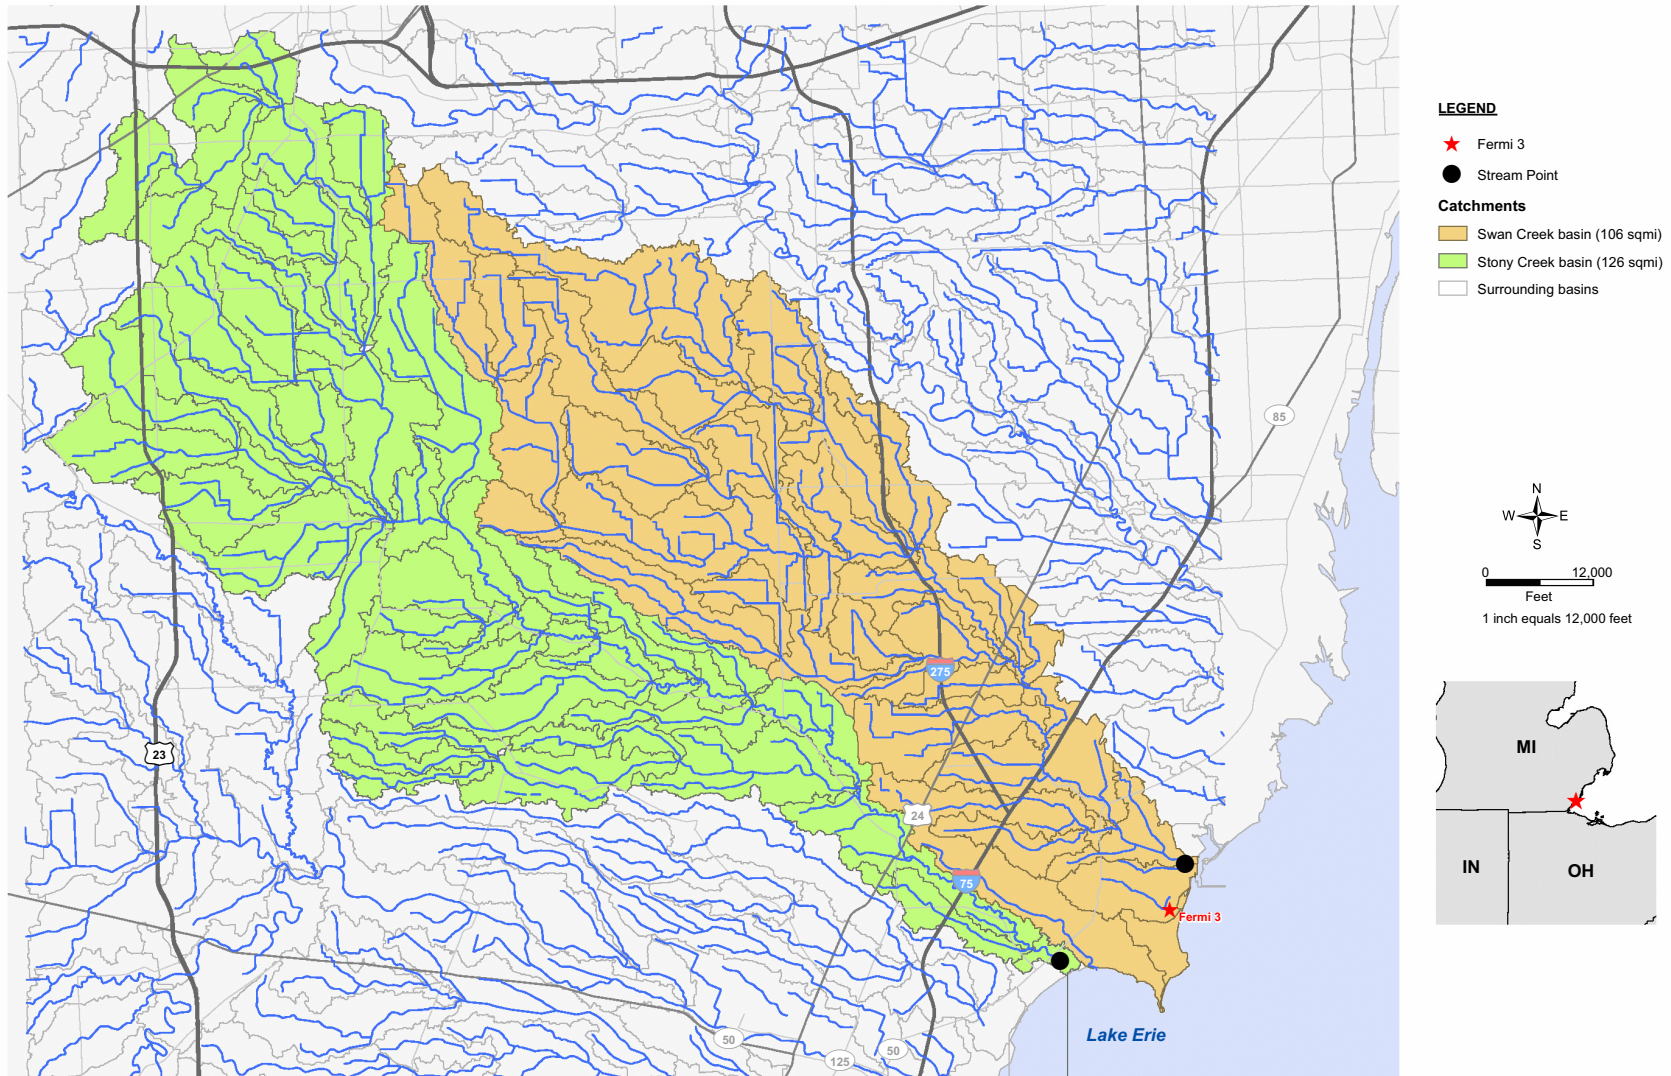 LEGEND
Fermi 3
Stream Point
Catchments
Swan Creek basin (106 sqmi)
Stony Creek basin (126 sqmi)
Surrounding basins
85
N
W E
S
0 12,000
Feet
1 inch equals 12,000 feet
275
23
MI
24
IN
OH
75
Fermi 3
Lake Erie
50
50
125